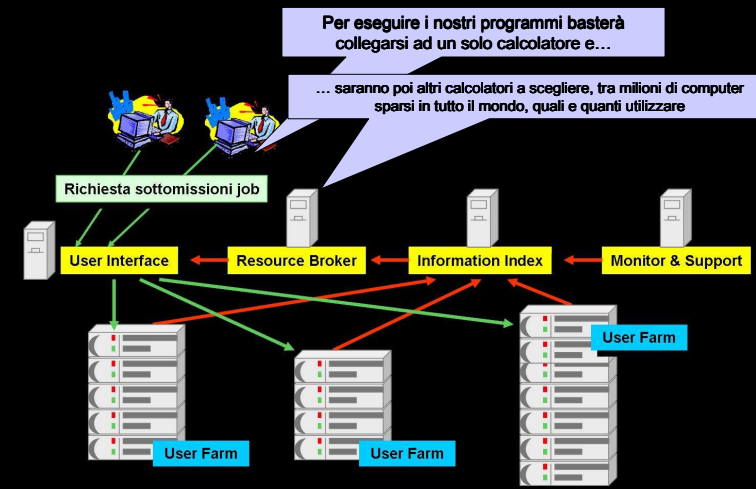 Per eseguire i nostri programmi basterà
collegarsi ad un solo calcolatore e…
… saranno poi altri calcolatori a scegliere, tra milioni di computer
sparsi in tutto il mondo, quali e quanti utilizzare
Richiesta sottomissioni job
User Interface
Resource Broker
Information Index
Monitor & Support
User Farm
User Farm
User Farm